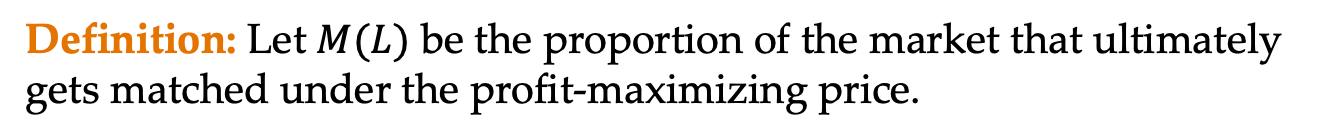 Definition: Let M(L) be the proportion of the market that ultimately
gets matched under the profit-maximizing price.